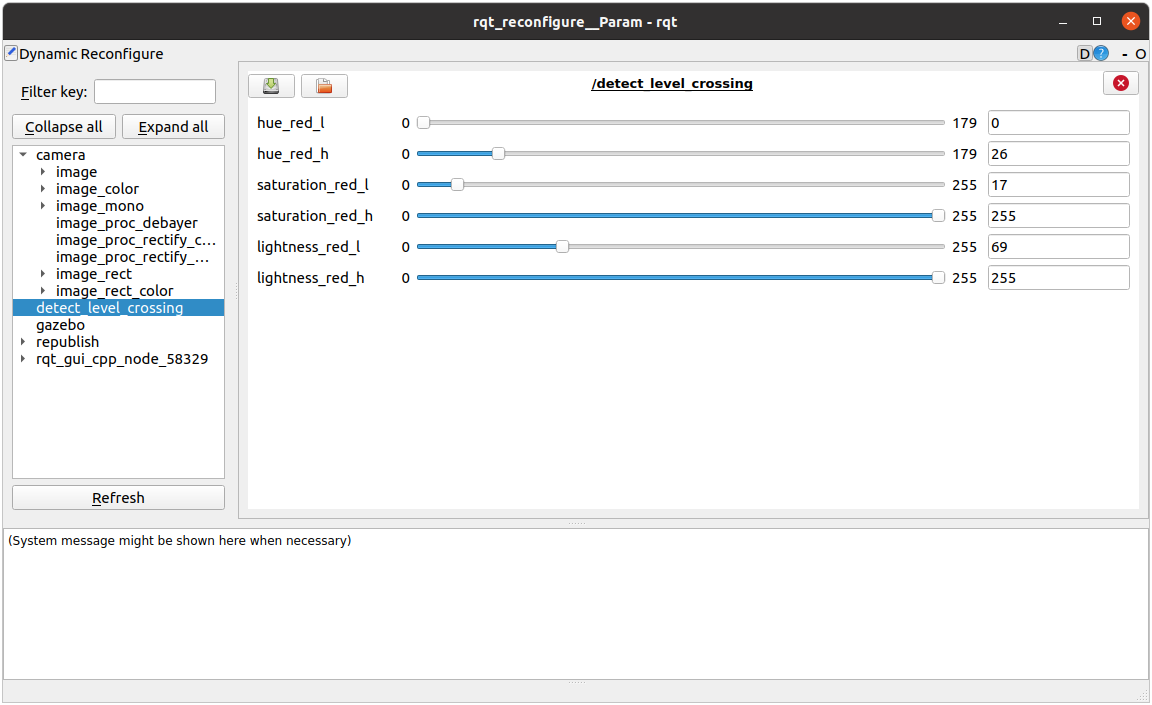 rqt_reconfigure__Param - rqt
Dynamic Reconfigure
D ? - O
Filter key:
Collapse all Expand all
camera
image
image_color
image_mono
image_proc_debayer
image_proc_rectify_c...
image_proc_rectify_...
image_rect
image_rect_color
detect_level_crossing
gazebo
republish
rqt_gui_cpp_node_58329
Refresh
/detect_level_crossing
hue_red_l 0 179 0
hue_red_h 0 179 26
saturation_red_l 0 255 17
saturation_red_h 0 255 255
lightness_red_l 0 255 69
lightness_red_h 0 255 255
(System message might be shown here when necessary)